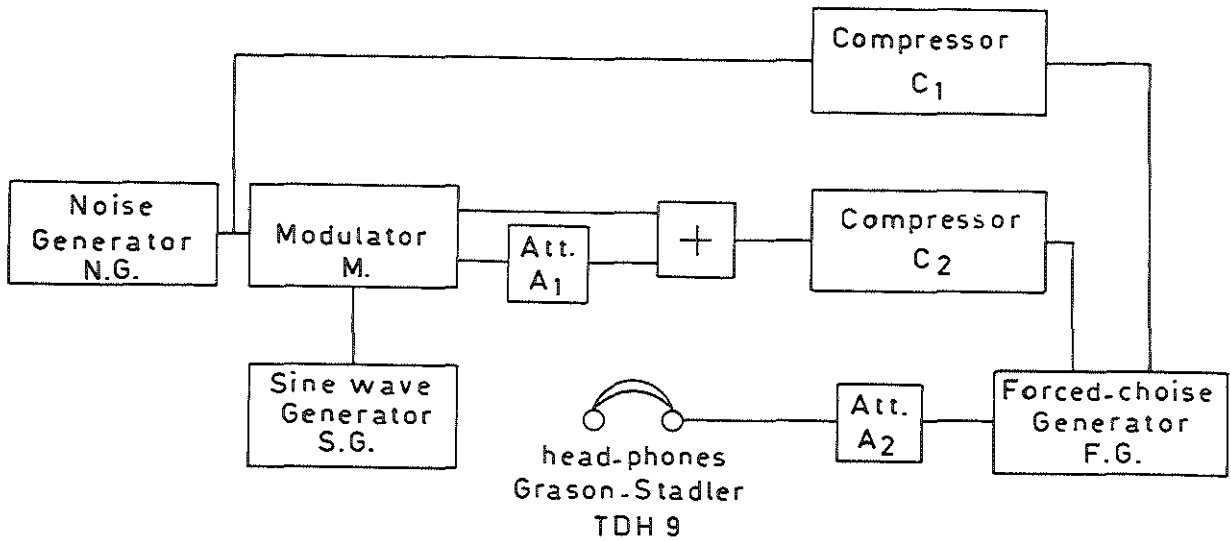 Compressor
C1
Noise
Generator
N.G.
Modulator
M.
Att.
A1
+
Compressor
C2
Sine wave
Generator
S.G.
head-phones
Grason-Stadler
TDH 9
Att.
A2
Forced-choise
Generator
F.G.